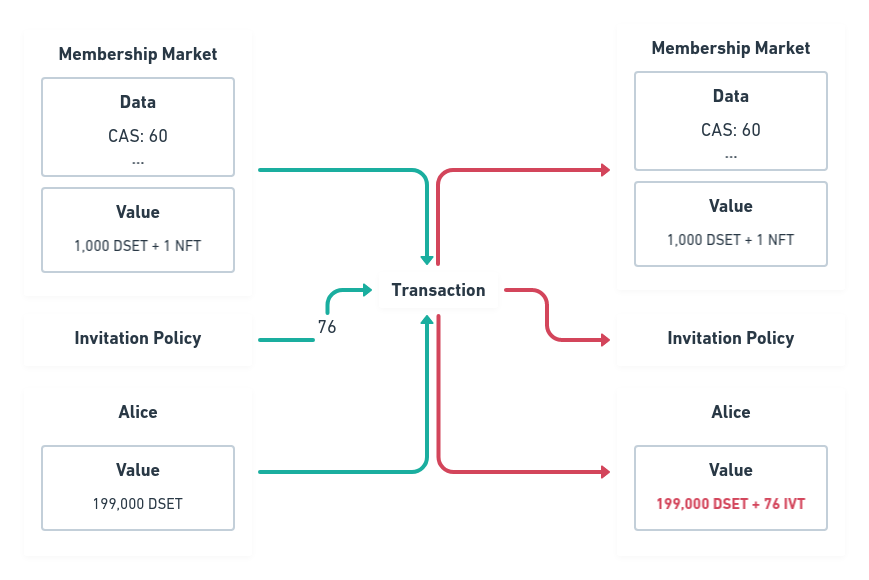 Membership Market
Data
CAS: 60
...
Value
1,000 DSET + 1 NFT
Invitation Policy
Alice
Value
199,000 DSET
76
Transaction
Membership Market
Data
CAS: 60
...
Value
1,000 DSET + 1 NFT
Invitation Policy
Alice
Value
199,000 DSET + 76 IVT